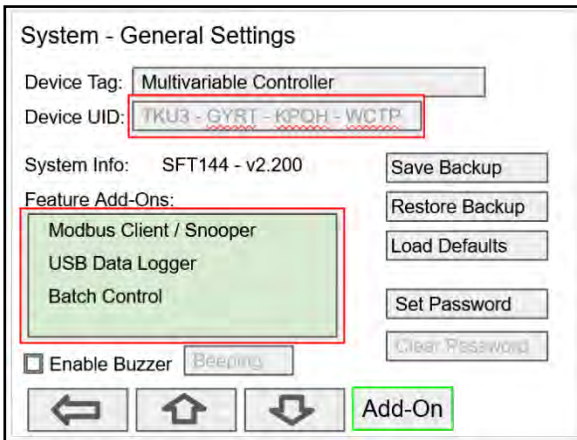 System - General Settings
Device Tag: Multivariable Controller
Device UID: TKU3 - GYRT - KPQH - WCTP
System Info: SFT144 - v2.200
Save Backup
Feature Add-Ons:
Restore Backup
Modbus Client / Snooper
Load Defaults
USB Data Logger
Batch Control
Set Password
Clear Password
Enable Buzzer Beeping
Add-On